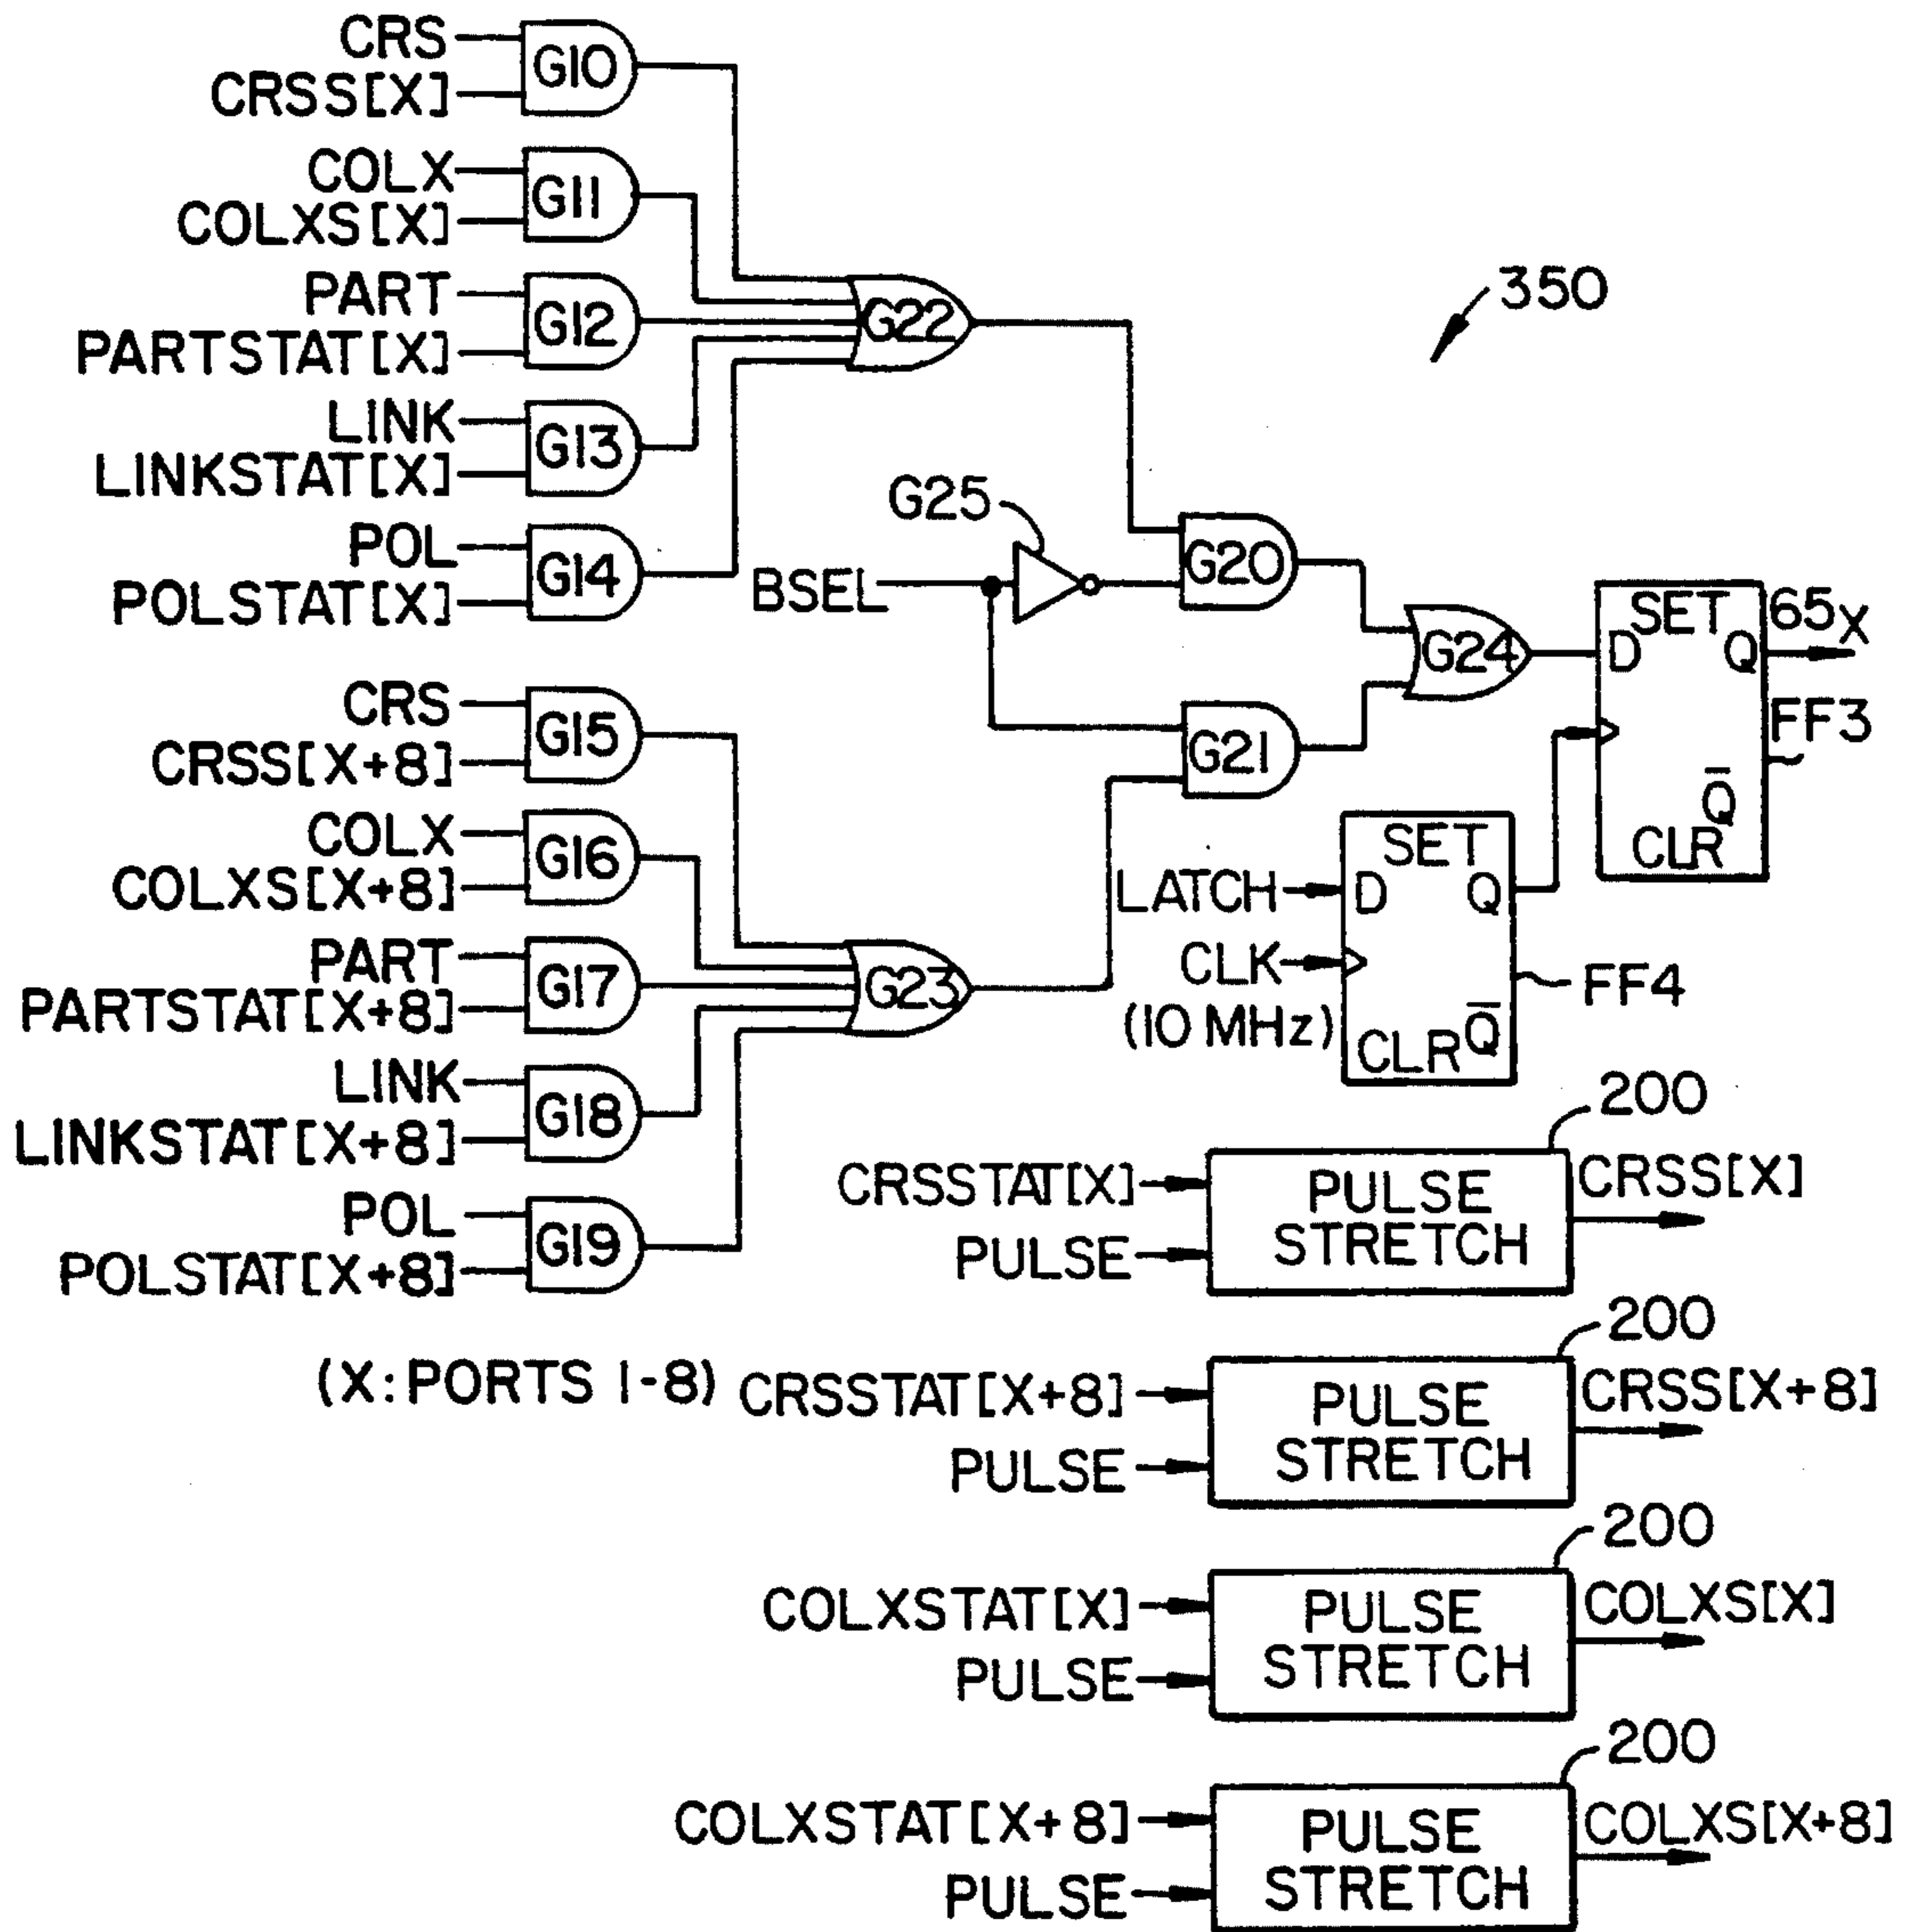 CRS
CRSS[X]
G10
COLX
COLXS[X]
G11
PART
PARTSTAT[X]
G12
LINK
LINKSTAT[X]
G13
POL
POLSTAT[X]
G14
G22
350
G25
BSEL
G20
G21
G24
SET
D
Q
Q̅
CLR
65X
FF3
CRS
CRSS[X+8]
G15
COLX
COLXS[X+8]
G16
PART
PARTSTAT[X+8]
G17
LINK
LINKSTAT[X+8]
G18
POL
POLSTAT[X+8]
G19
G23
LATCH
CLK
(10 MHz)
SET
D
Q
CLR
Q̅
FF4
200
CRSSTAT[X]
PULSE
PULSE
STRETCH
CRSS[X]
(X: PORTS 1-8)
200
CRSSTAT[X+8]
PULSE
PULSE
STRETCH
CRSS[X+8]
200
COLXSTAT[X]
PULSE
PULSE
STRETCH
COLXS[X]
200
COLXSTAT[X+8]
PULSE
PULSE
STRETCH
COLXS[X+8]